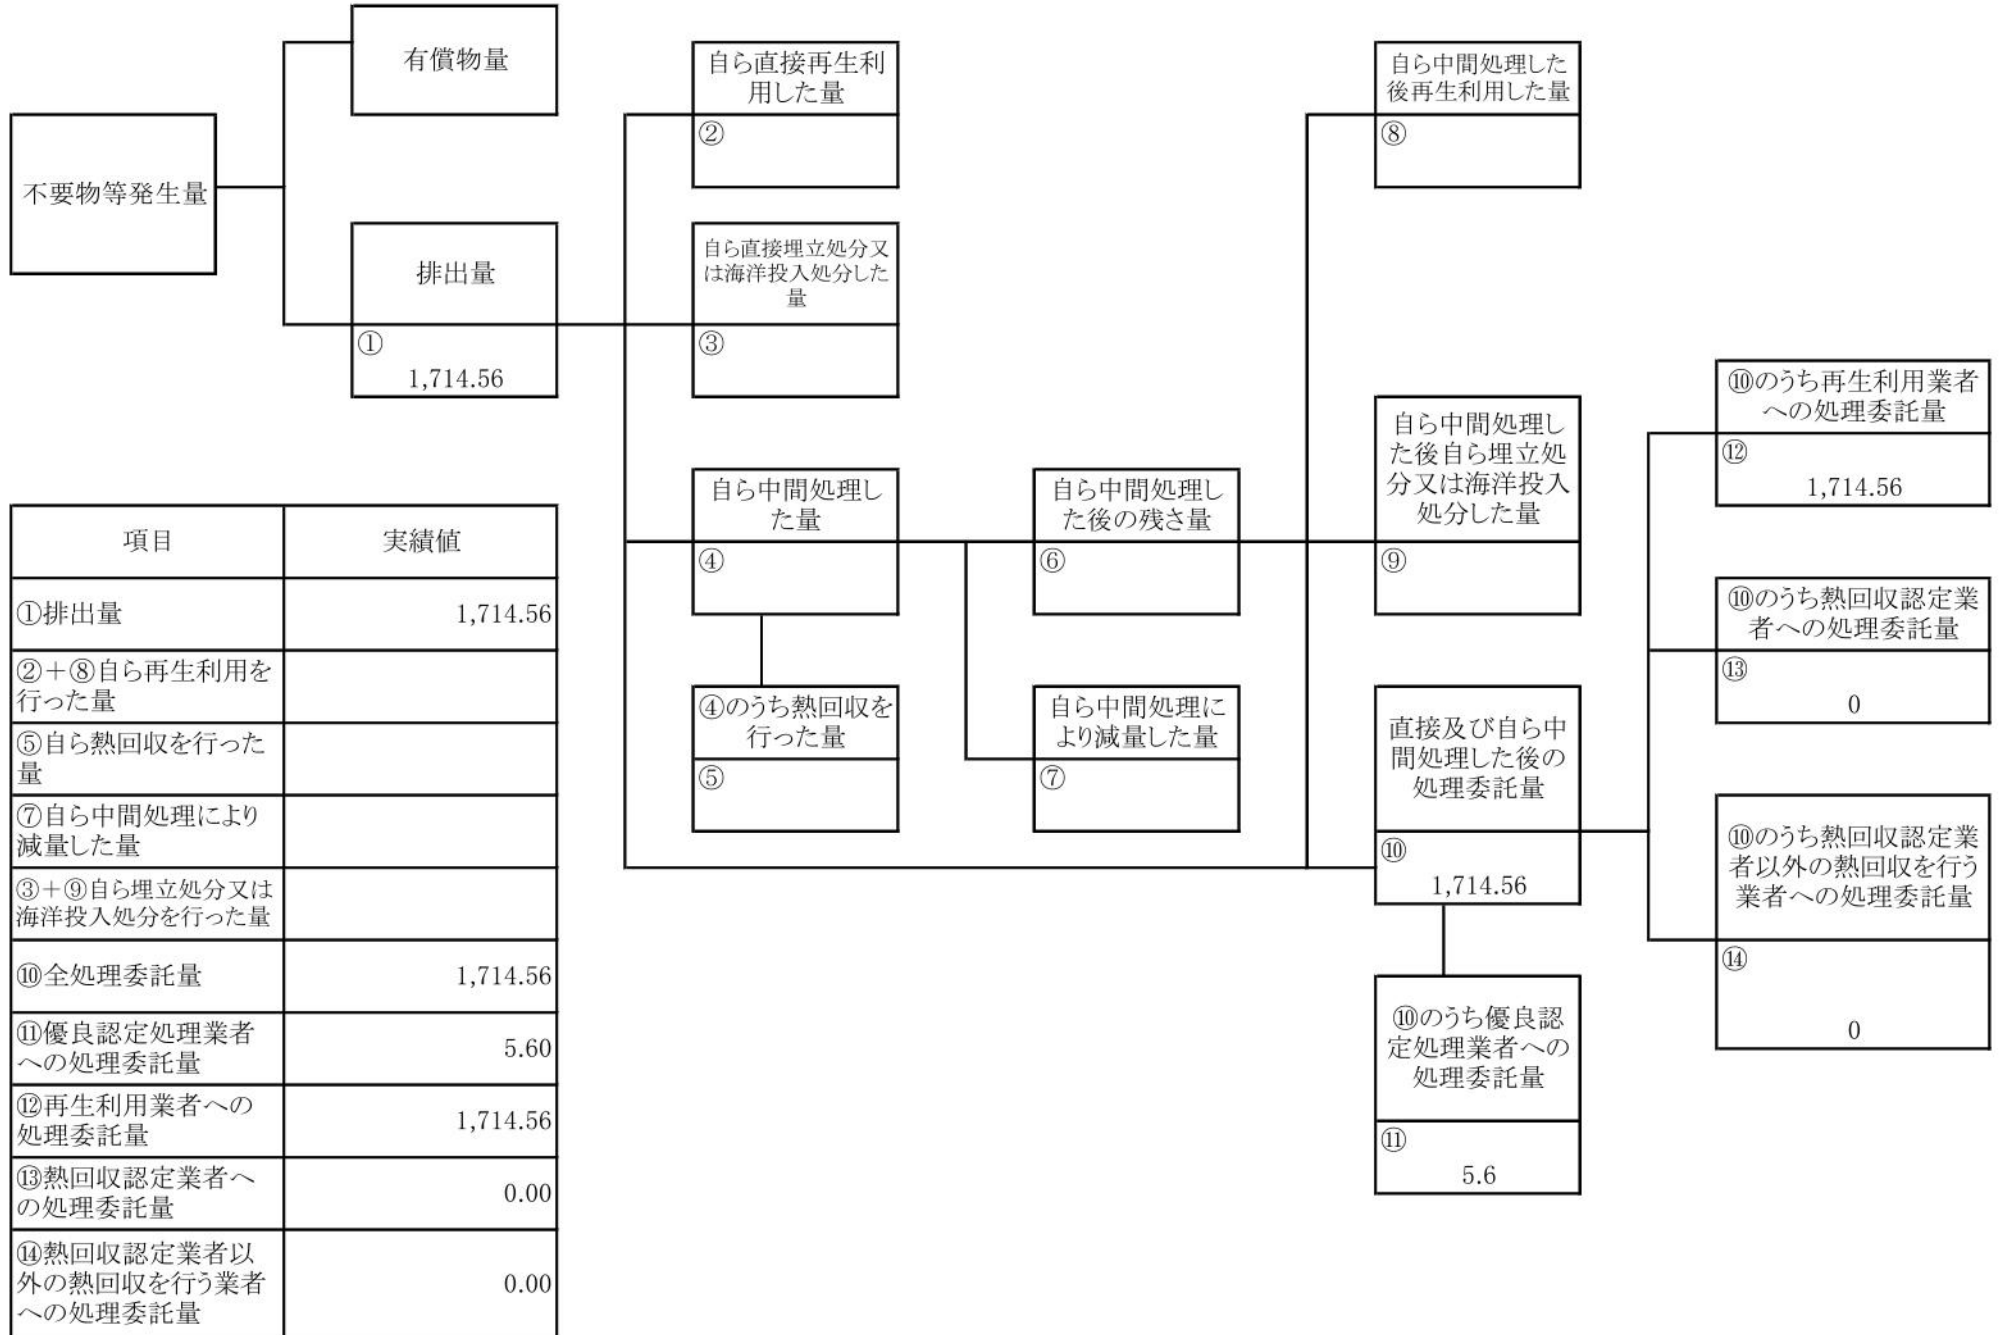 有償物量
不要物等発生量
排出量
①
1,714.56
自ら直接再生利
用した量
②
自ら直接埋立処分又
は海洋投入処分した
量
③
自ら中間処理し
た量
④
④のうち熱回収を
行った量
⑤
自ら中間処理し
た後の残さ量
⑥
自ら中間処理に
より減量した量
⑦
自ら中間処理した
後再生利用した量
⑧
自ら中間処理し
た後自ら埋立処
分又は海洋投入
処分した量
⑨
直接及び自ら中
間処理した後の
処理委託量
⑩
1,714.56
⑩のうち優良認
定処理業者への
処理委託量
⑪
5.6
⑩のうち再生利用業者
への処理委託量
⑫
1,714.56
⑩のうち熱回収認定業
者への処理委託量
⑬
0
⑩のうち熱回収認定業
者以外の熱回収を行う
業者への処理委託量
⑭
0
項目 実績値
①排出量 1,714.56
②＋⑧自ら再生利用を
行った量
⑤自ら熱回収を行った
量
⑦自ら中間処理により
減量した量
③＋⑨自ら埋立処分又は
海洋投入処分を行った量
⑩全処理委託量 1,714.56
⑪優良認定処理業者
への処理委託量 5.60
⑫再生利用業者への
処理委託量 1,714.56
⑬熱回収認定業者へ
の処理委託量 0.00
⑭熱回収認定業者以
外の熱回収を行う業者
への処理委託量 0.00